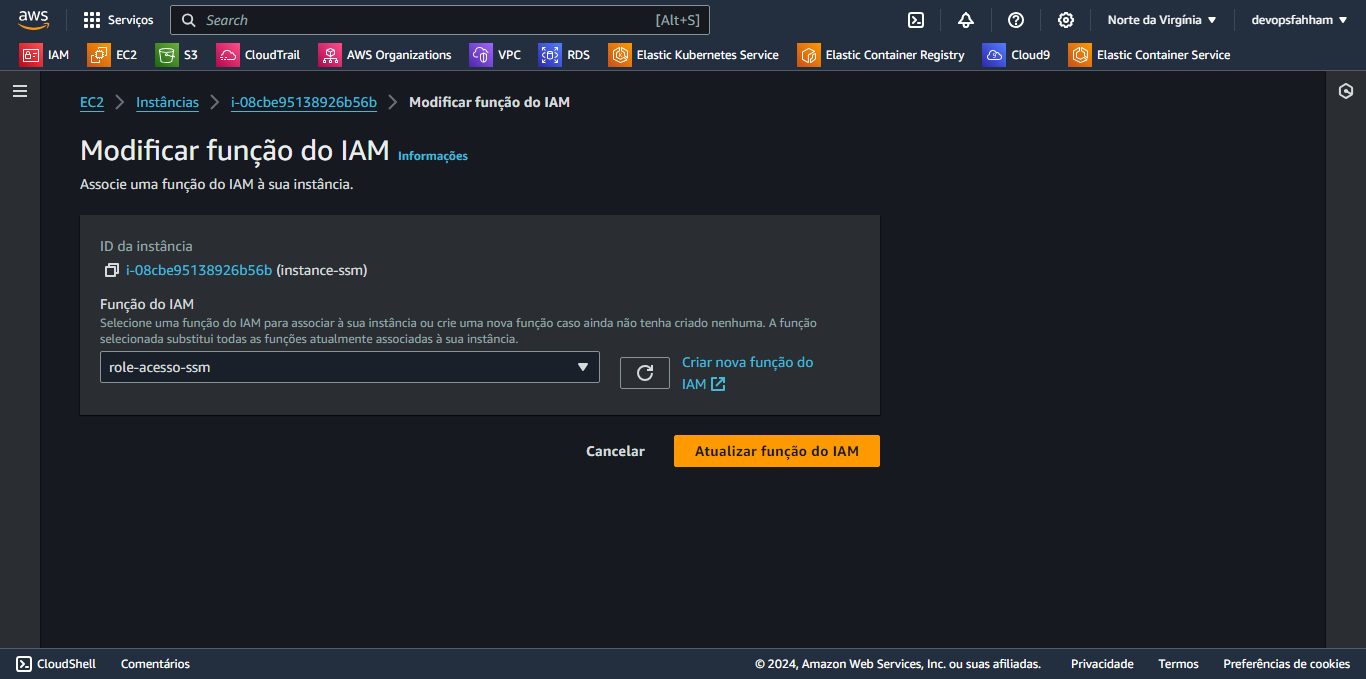 aws
Serviços
Search
[Alt+S]
Norte da Virgínia
devopsfahham
IAM
EC2
S3
CloudTrail
AWS Organizations
VPC
RDS
Elastic Kubernetes Service
Elastic Container Registry
Cloud9
Elastic Container Service
EC2
Instâncias
i-08cbe95138926b56b
Modificar função do IAM
Modificar função do IAM
Informações
Associe uma função do IAM à sua instância.
ID da instância
i-08cbe95138926b56b (instance-ssm)
Função do IAM
Selecione uma função do IAM para associar à sua instância ou crie uma nova função caso ainda não tenha criado nenhuma. A função
selecionada substitui todas as funções atualmente associadas à sua instância.
role-acesso-ssm
Criar nova função do
IAM
Cancelar
Atualizar função do IAM
CloudShell
Comentários
© 2024, Amazon Web Services, Inc. ou suas afiliadas.
Privacidade
Termos
Preferências de cookies